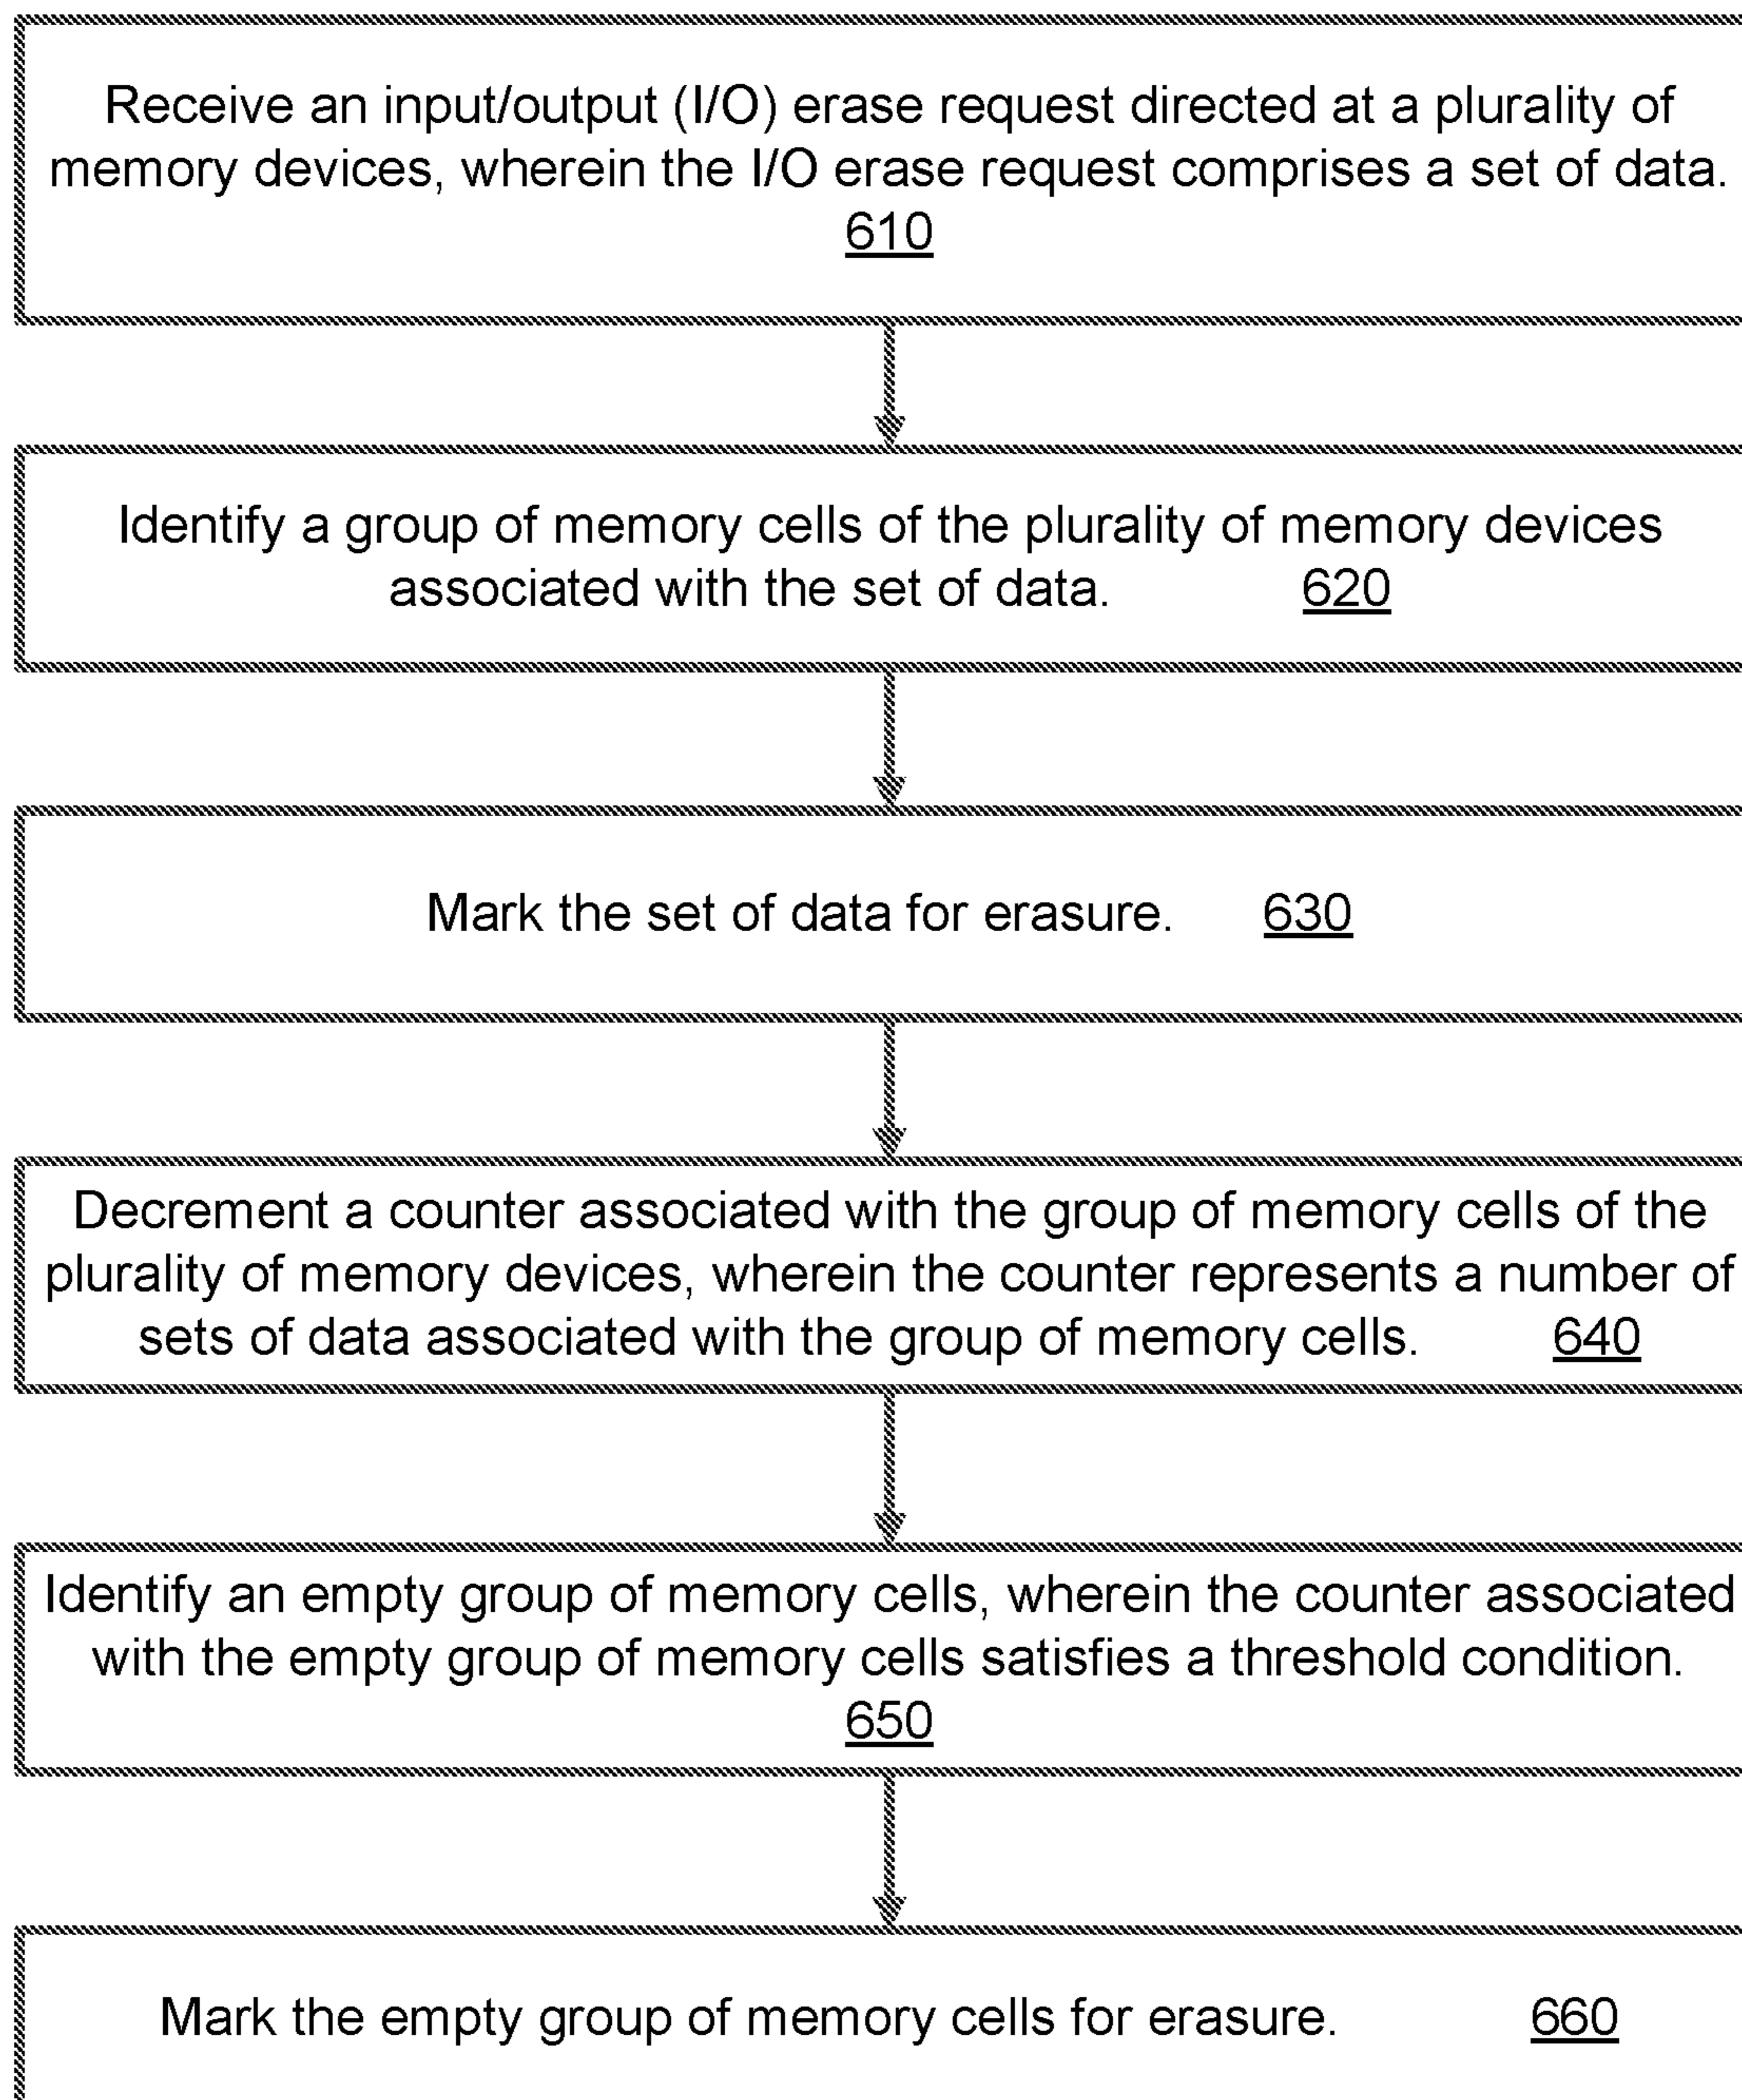 Receive an input/output (I/O) erase request directed at a plurality of
memory devices, wherein the I/O erase request comprises a set of data.
610
Identify a group of memory cells of the plurality of memory devices
associated with the set of data. 620
Mark the set of data for erasure. 630
Decrement a counter associated with the group of memory cells of the
plurality of memory devices, wherein the counter represents a number of
sets of data associated with the group of memory cells. 640
Identify an empty group of memory cells, wherein the counter associated
with the empty group of memory cells satisfies a threshold condition.
650
Mark the empty group of memory cells for erasure. 660